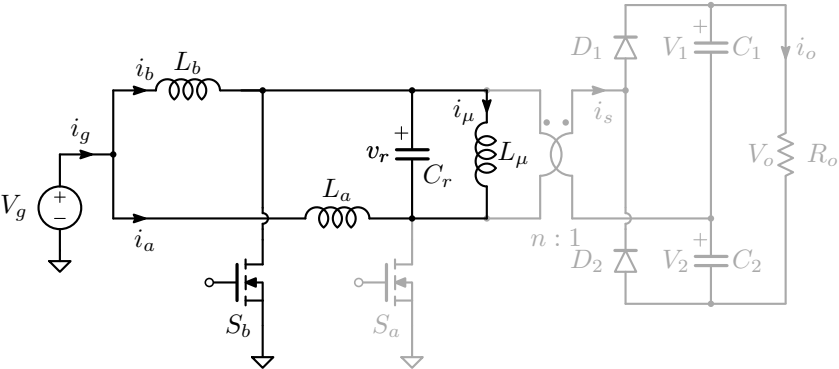 i_b L_b
D_1 + V_1 C_1 i_o
i_g i_μ i_s
+ v_r C_r L_μ V_o R_o
V_g + − L_a
i_a n : 1
D_2 + V_2 C_2
S_b S_a